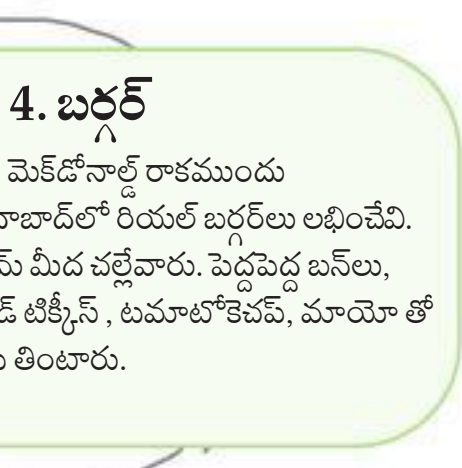 4. బర్గర్
మెక్‌డోనాల్డ్ రాకముందు
రియల్ బర్గర్‌లు లభించేవి.
మీద చల్లేవారు. పెద్దపెద్ద బన్‌లు,
టిక్కీస్ , టమాటోకెచప్, మాయో తో
తింటారు.